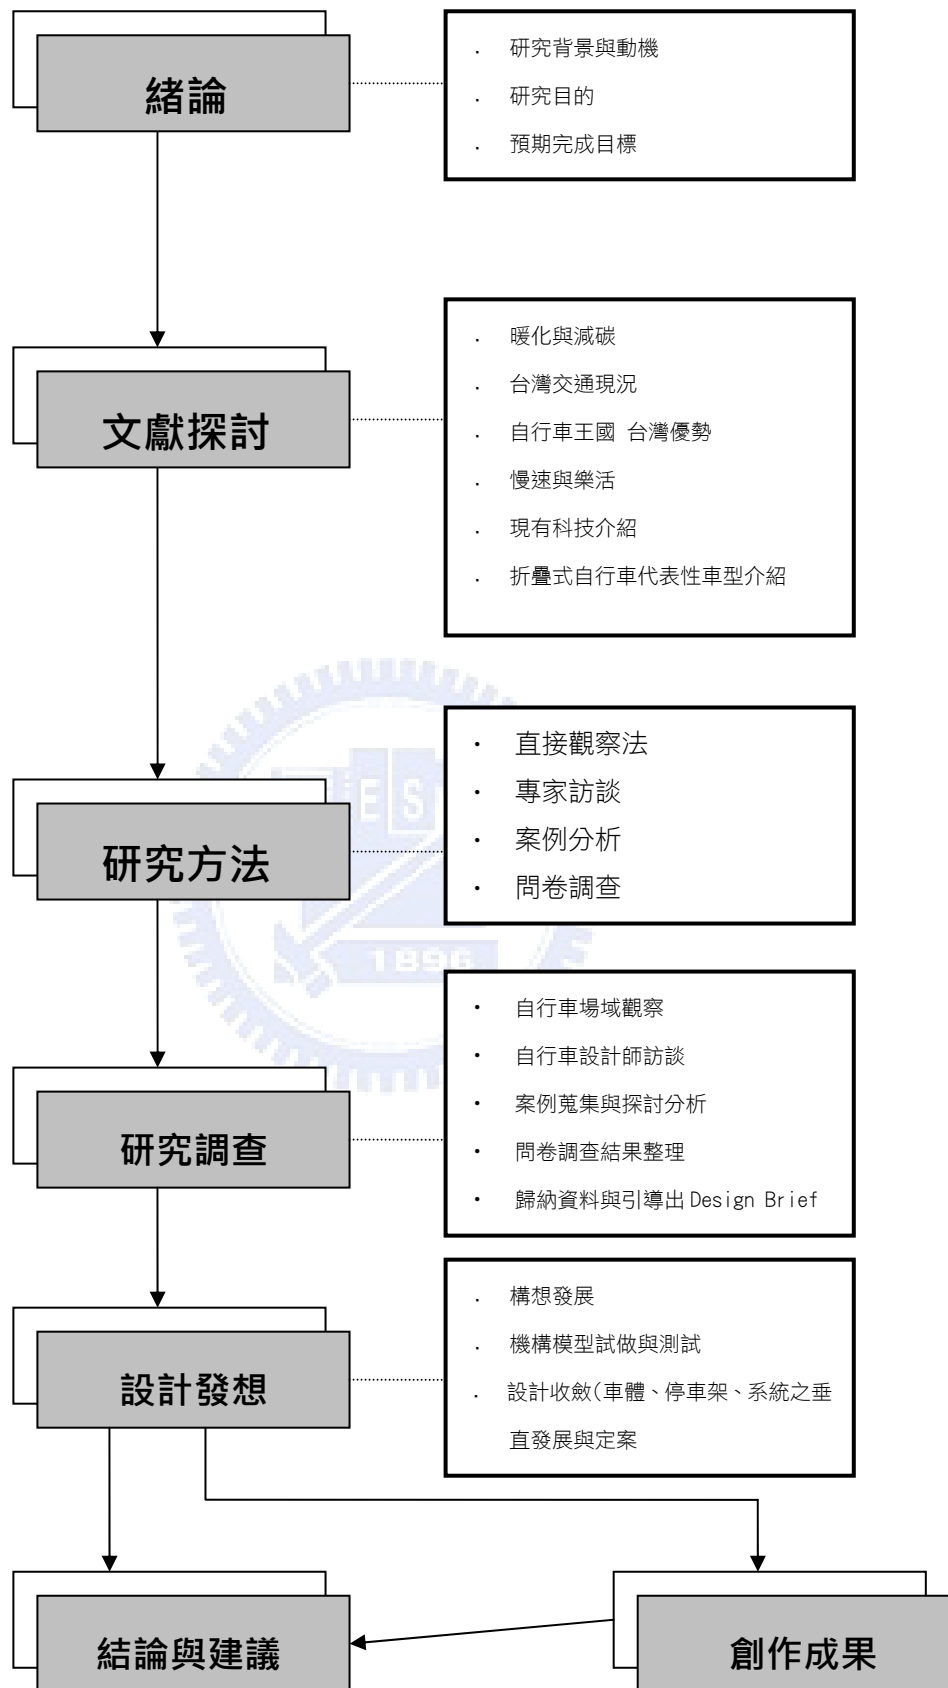 緒論
． 研究背景與動機
． 研究目的
． 預期完成目標
文獻探討
． 暖化與減碳
． 台灣交通現況
． 自行車王國 台灣優勢
． 慢速與樂活
． 現有科技介紹
． 折疊式自行車代表性車型介紹
研究方法
• 直接觀察法
• 專家訪談
• 案例分析
• 問卷調查
ES
1896
研究調查
• 自行車場域觀察
• 自行車設計師訪談
• 案例蒐集與探討分析
• 問卷調查結果整理
• 歸納資料與引導出 Design Brief
設計發想
． 構想發展
． 機構模型試做與測試
． 設計收斂(車體、停車架、系統之垂
直發展與定案
結論與建議
創作成果